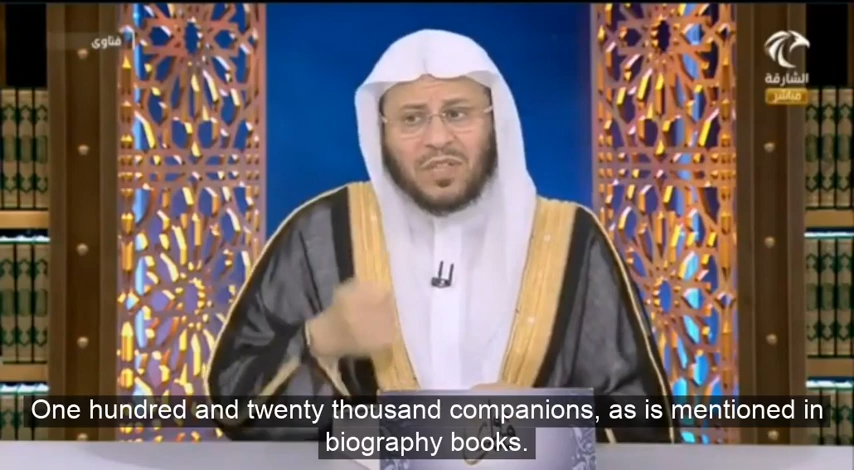 فتاوى
الشارقة
مباشر
One hundred and twenty thousand companions, as is mentioned in
biography books.